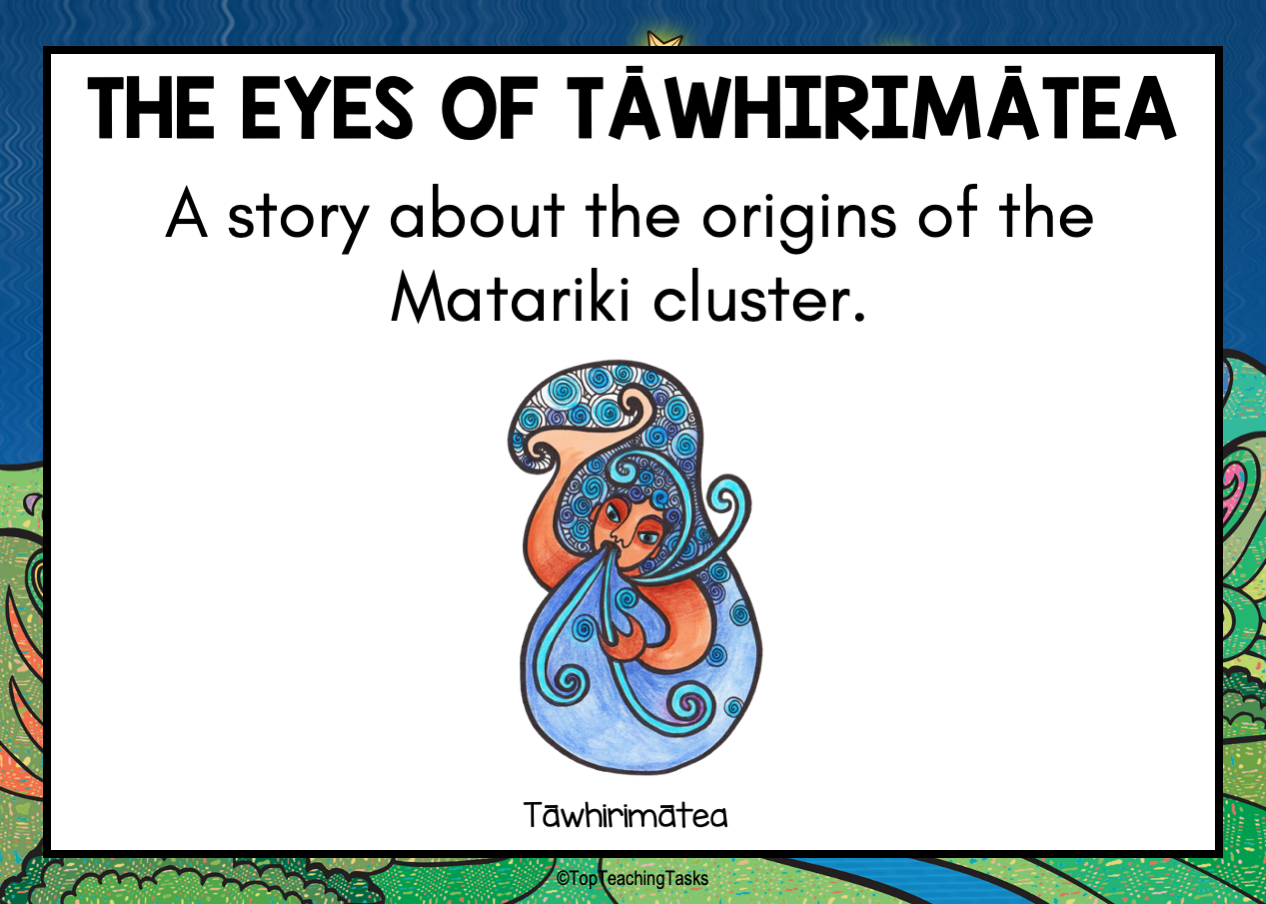 THE EYES OF TĀWHIRIMĀTEA
A story about the origins of the
Matariki cluster.
Tāwhirimātea
©TopTeachingTasks